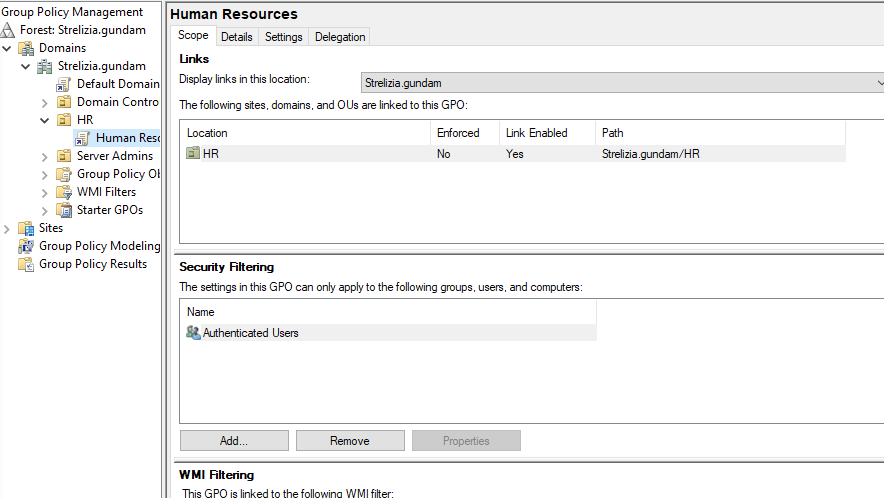 Group Policy Management
Forest: Strelizia.gundam
Domains
Strelizia.gundam
Default Domain
Domain Contro
HR
Human Resc
Server Admins
Group Policy Ob
WMI Filters
Starter GPOs
Sites
Group Policy Modeling
Group Policy Results
Human Resources
Scope Details Settings Delegation
Links
Display links in this location: Strelizia.gundam
The following sites, domains, and OUs are linked to this GPO:
Location Enforced Link Enabled Path
HR No Yes Strelizia.gundam/HR
Security Filtering
The settings in this GPO can only apply to the following groups, users, and computers:
Name
Authenticated Users
Add... Remove Properties
WMI Filtering
This GPO is linked to the following WMI filter: